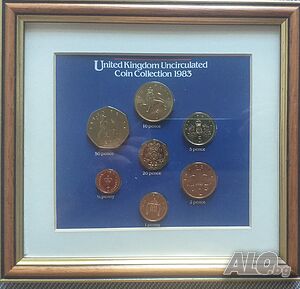 United Kingdom Uncirculated
Coin Collection 1983
10 pence
50 pence
5 pence
20 pence
½ penny
2 pence
1 penny
ALO.bg